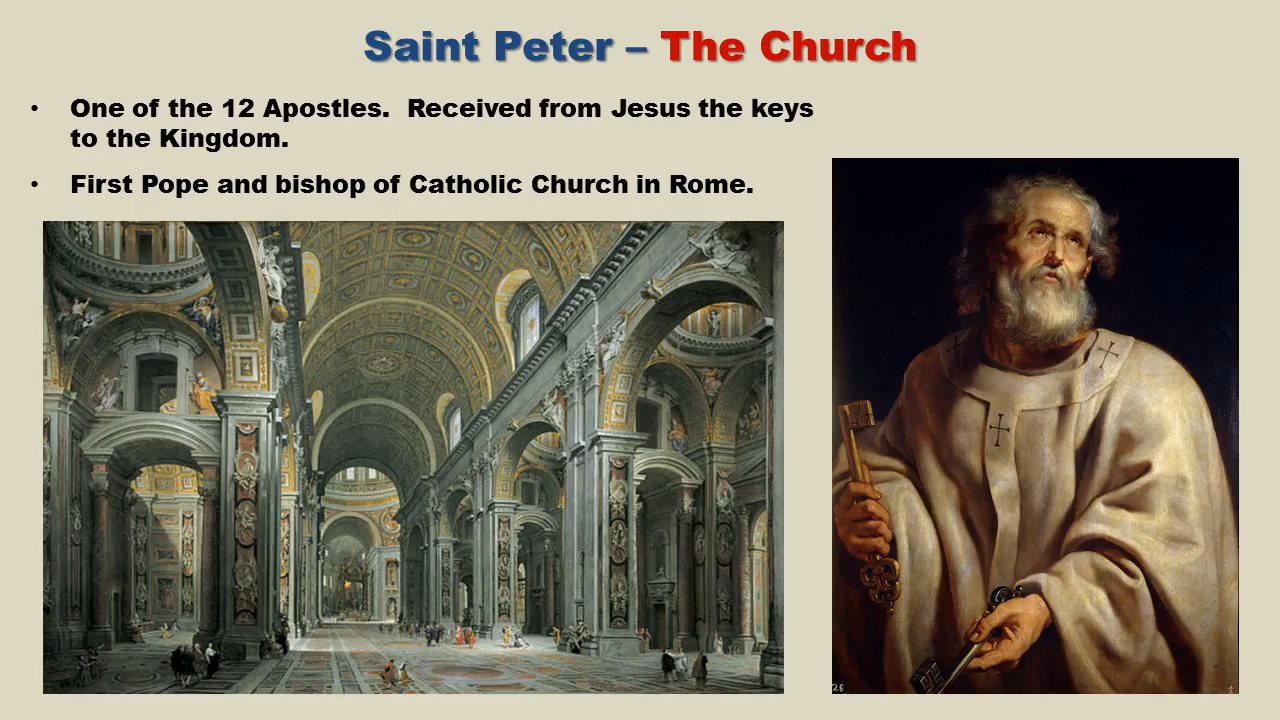 Saint Peter – The Church
• One of the 12 Apostles.  Received from Jesus the keys
to the Kingdom.
• First Pope and bishop of Catholic Church in Rome.
26